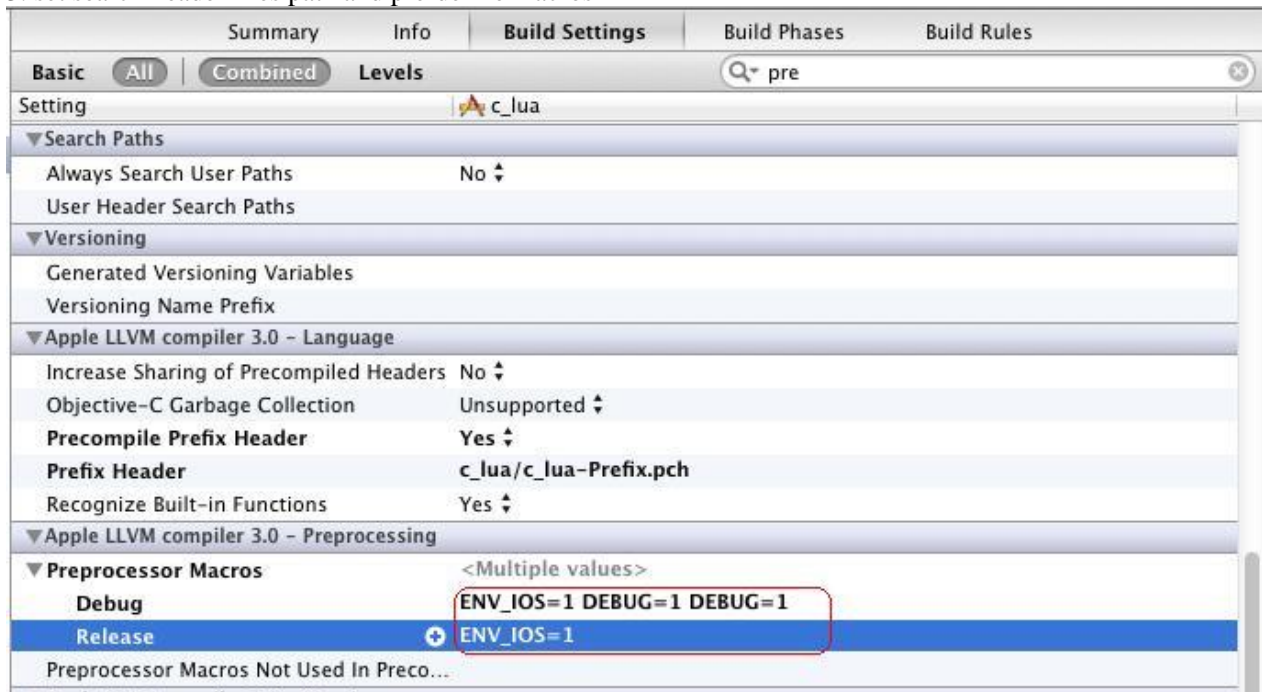 Summary Info Build Settings Build Phases Build Rules
Basic All Combined Levels pre
Setting c_lua
Search Paths
Always Search User Paths No
User Header Search Paths
Versioning
Generated Versioning Variables
Versioning Name Prefix
Apple LLVM compiler 3.0 - Language
Increase Sharing of Precompiled Headers No
Objective-C Garbage Collection Unsupported
Precompile Prefix Header Yes
Prefix Header c_lua/c_lua-Prefix.pch
Recognize Built-in Functions Yes
Apple LLVM compiler 3.0 - Preprocessing
Preprocessor Macros <Multiple values>
Debug ENV_IOS=1 DEBUG=1 DEBUG=1
Release ENV_IOS=1
Preprocessor Macros Not Used In Preco...